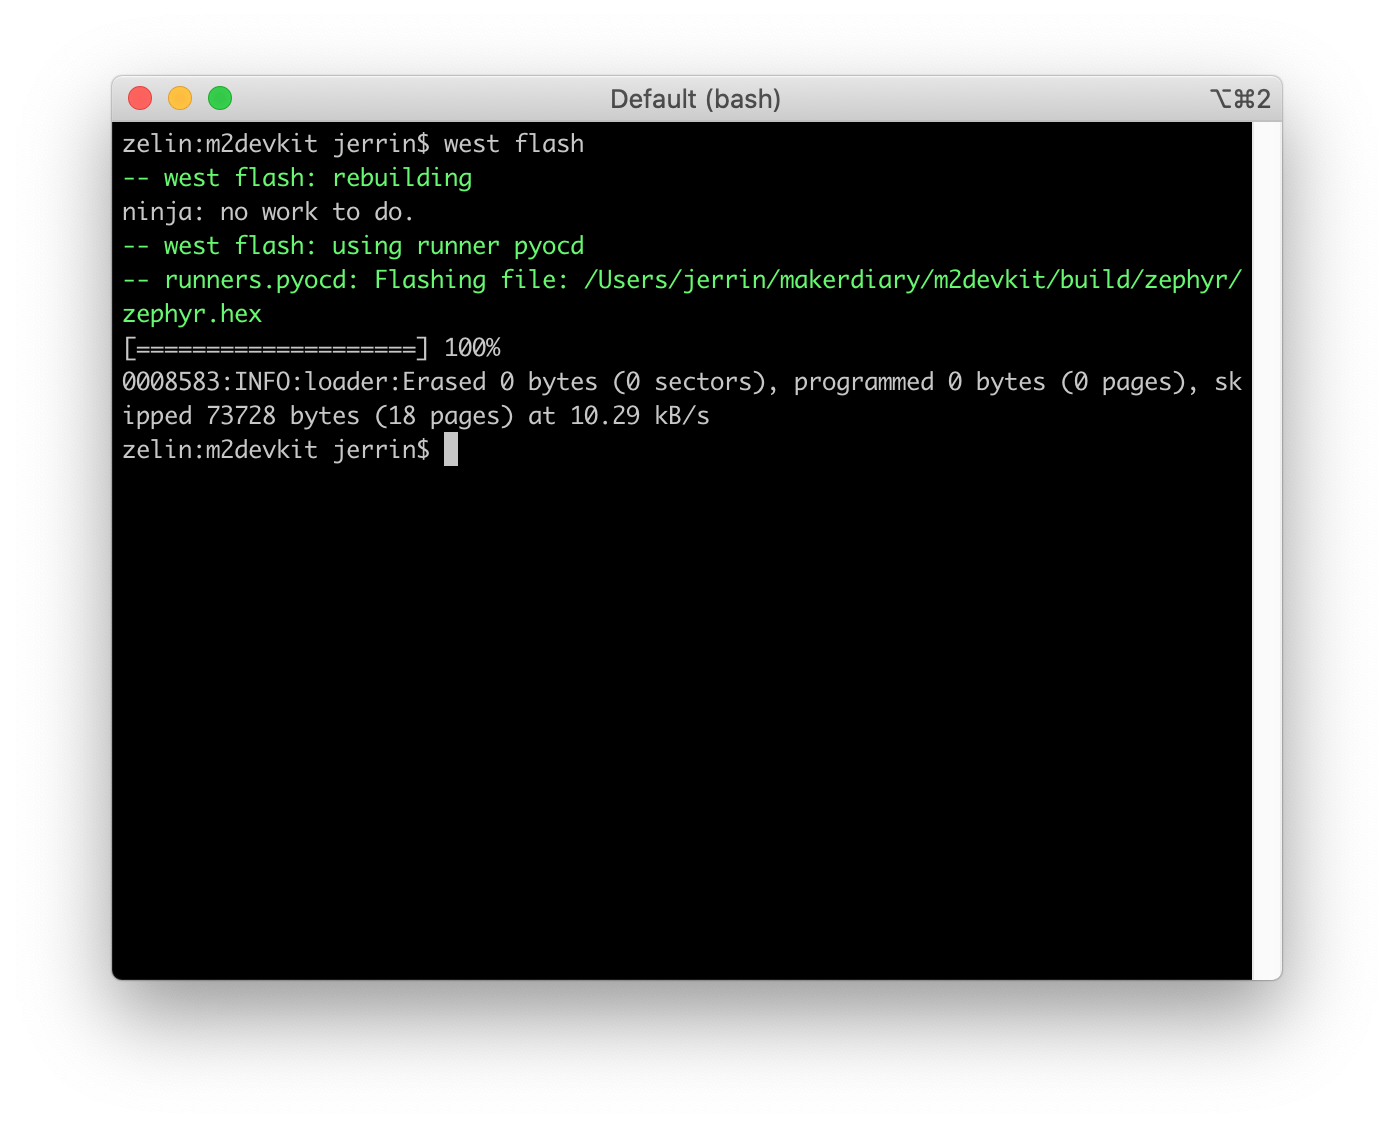 Default (bash)
⌥⌘2
zelin:m2devkit jerrin$ west flash
-- west flash: rebuilding
ninja: no work to do.
-- west flash: using runner pyocd
-- runners.pyocd: Flashing file: /Users/jerrin/makerdiary/m2devkit/build/zephyr/
zephyr.hex
[====================] 100%
0008583:INFO:loader:Erased 0 bytes (0 sectors), programmed 0 bytes (0 pages), sk
ipped 73728 bytes (18 pages) at 10.29 kB/s
zelin:m2devkit jerrin$